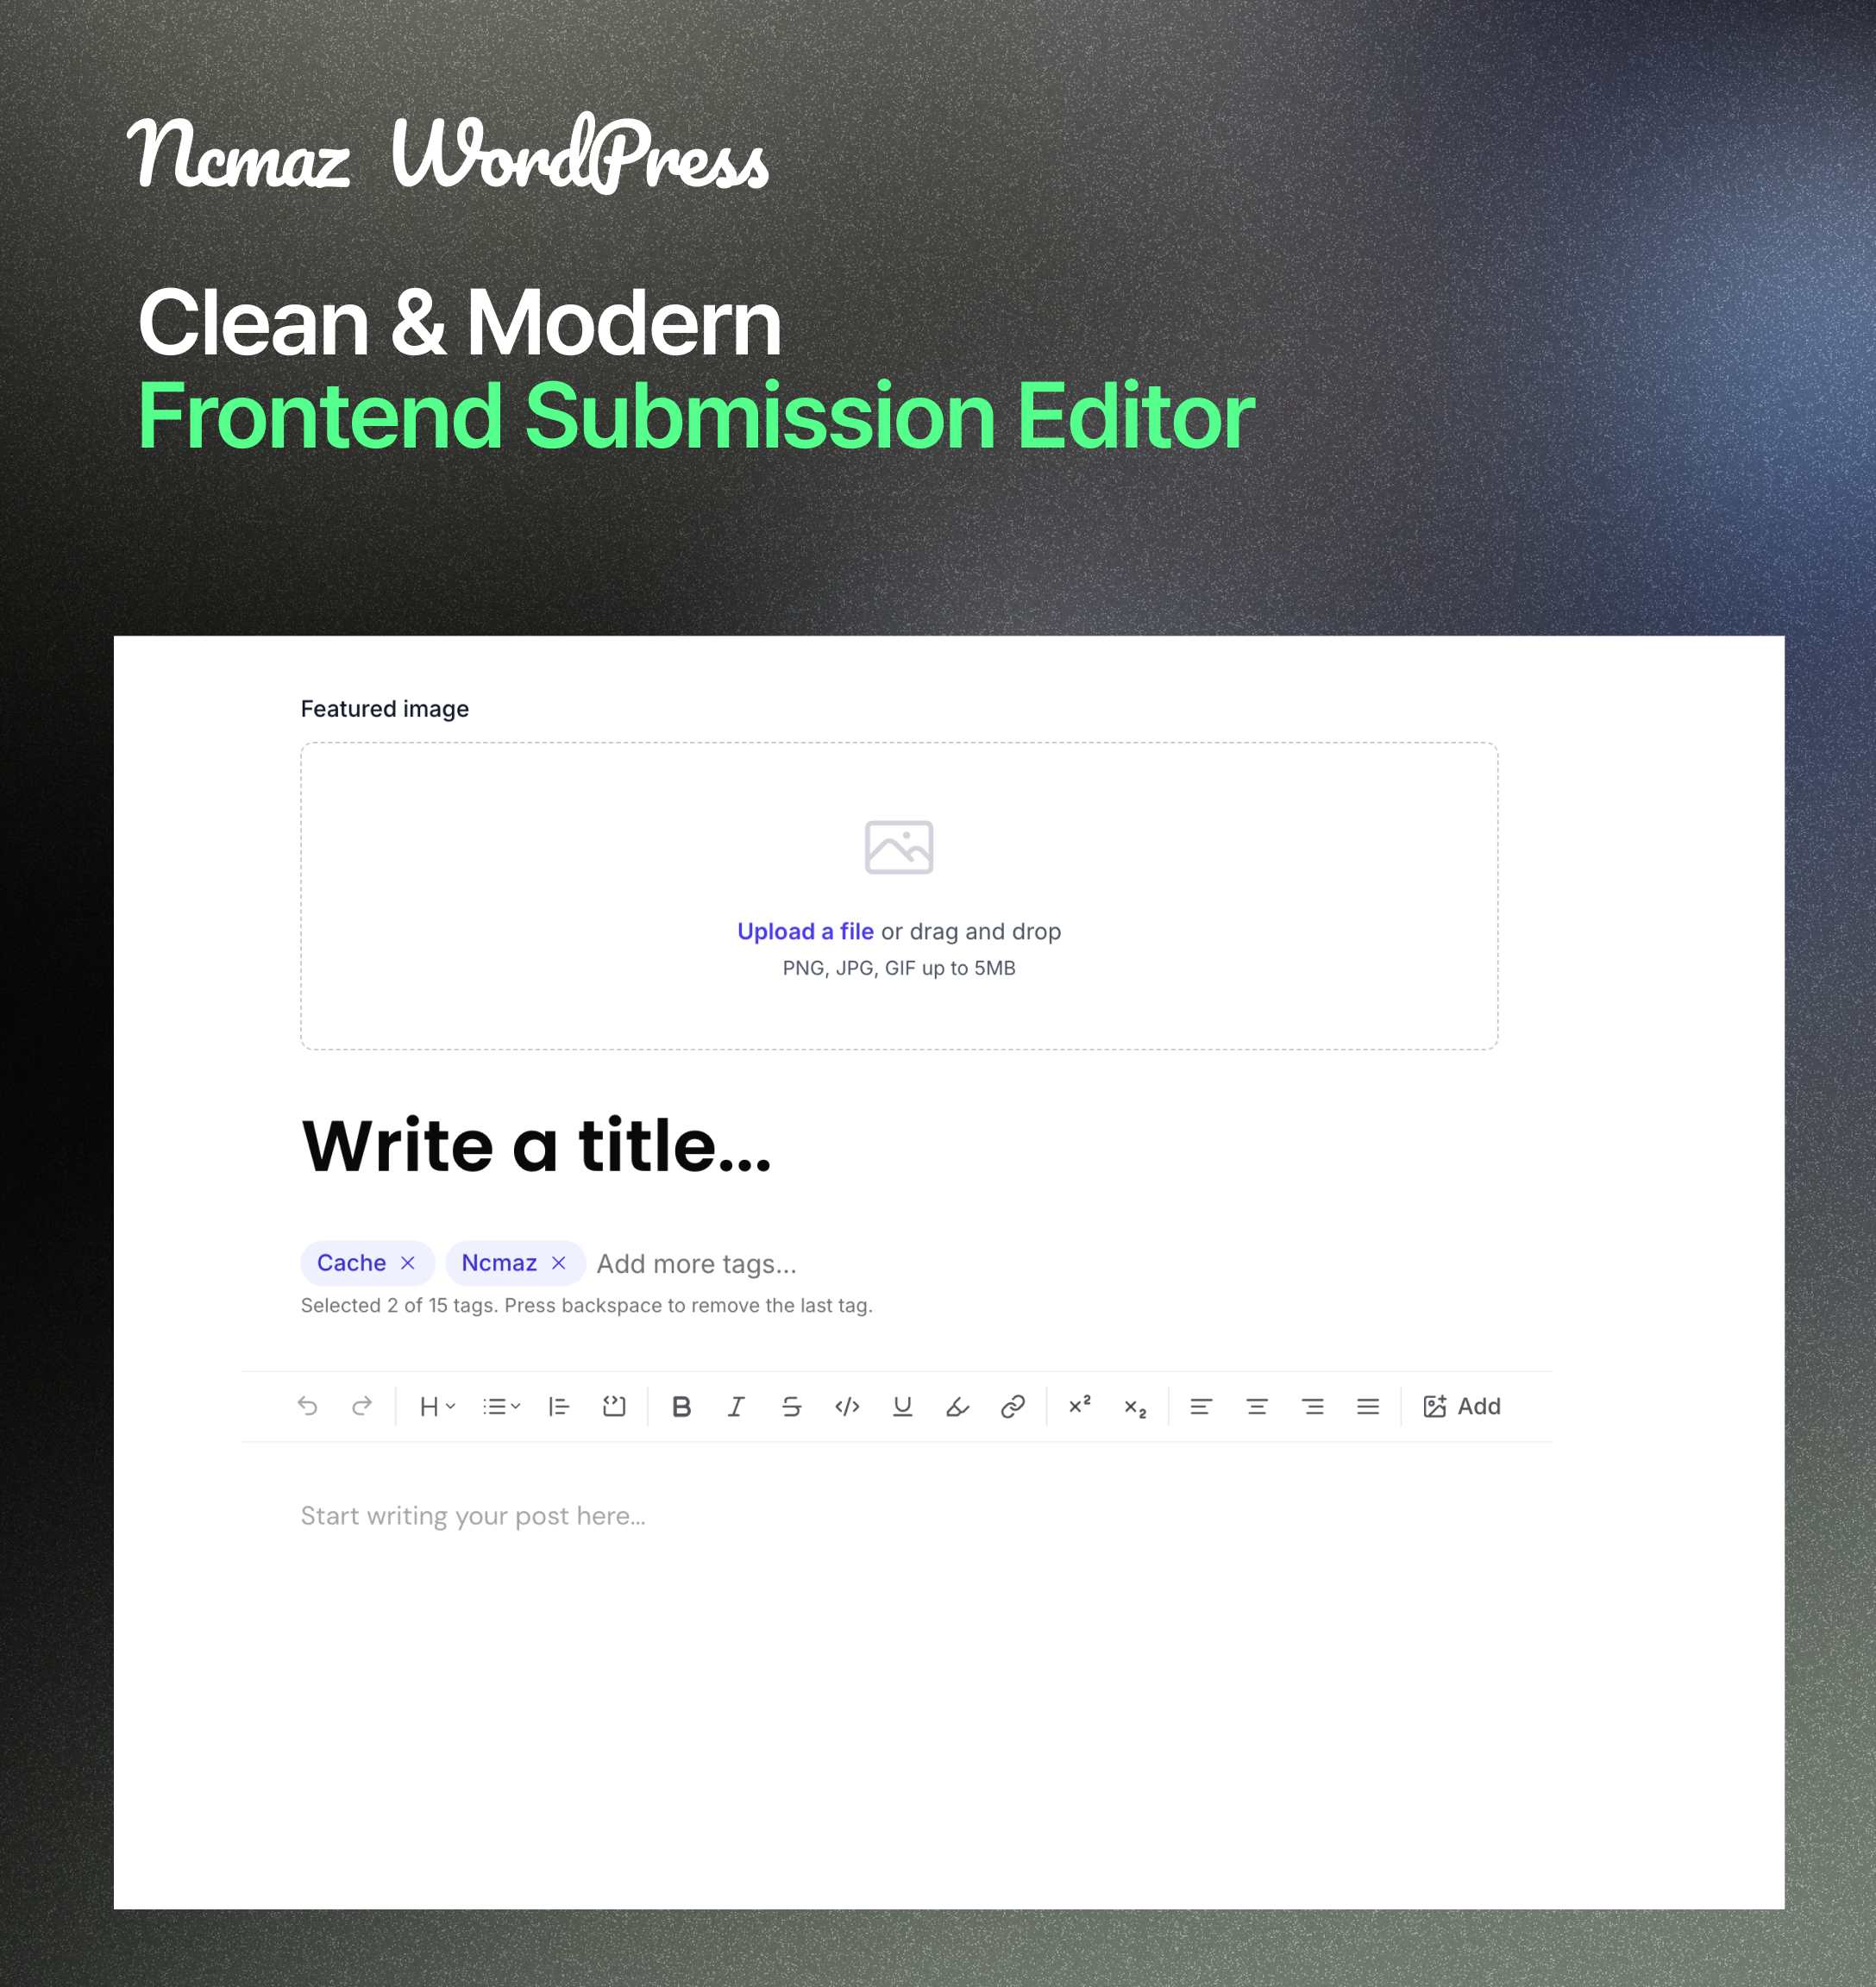 Ncmaz WordPress
Clean & Modern
Frontend Submission Editor
Featured image
Upload a file or drag and drop
PNG, JPG, GIF up to 5MB
Write a title...
Cache Ncmaz Add more tags...
Selected 2 of 15 tags. Press backspace to remove the last tag.
H B I S </> U x² x₂ Add
Start writing your post here...